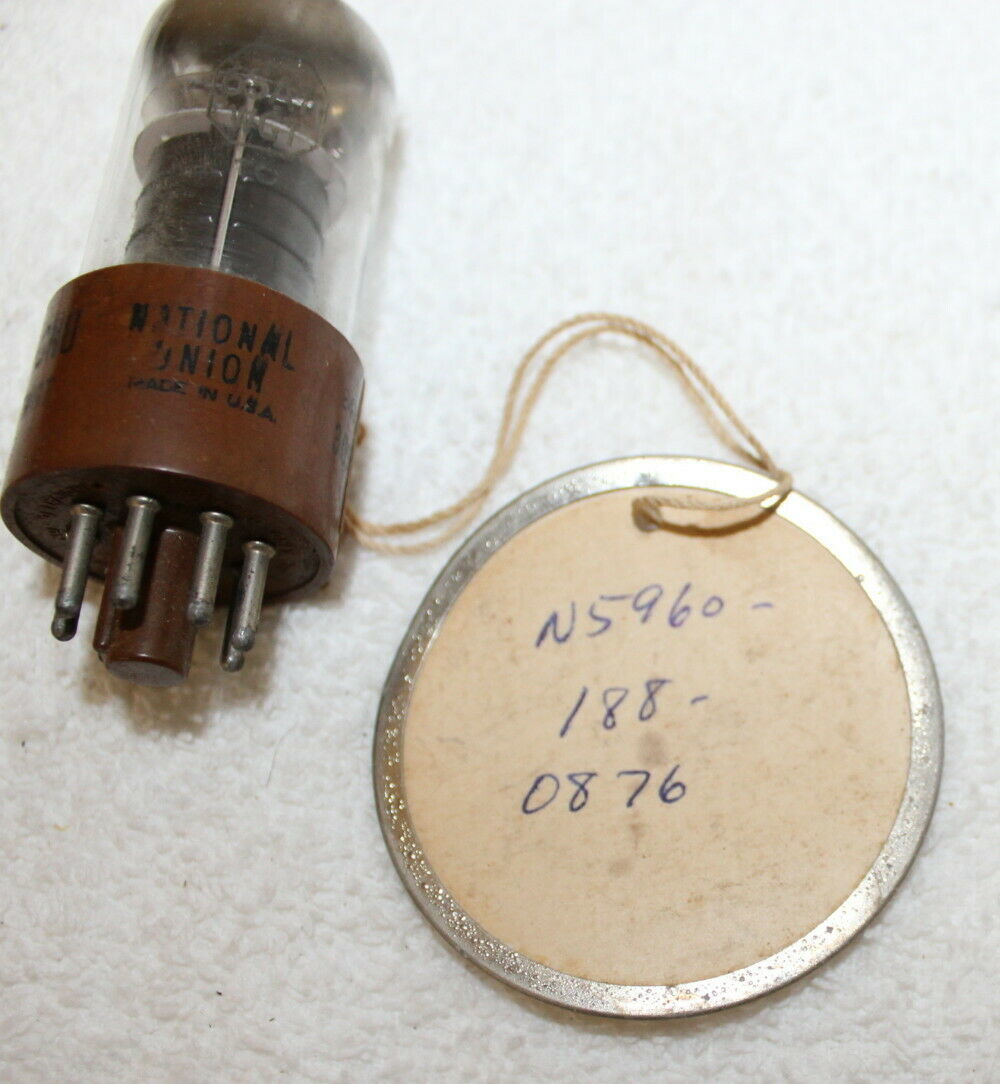 NATIONAL
UNION
MADE IN U.S.A.
N5960-
188-
0876